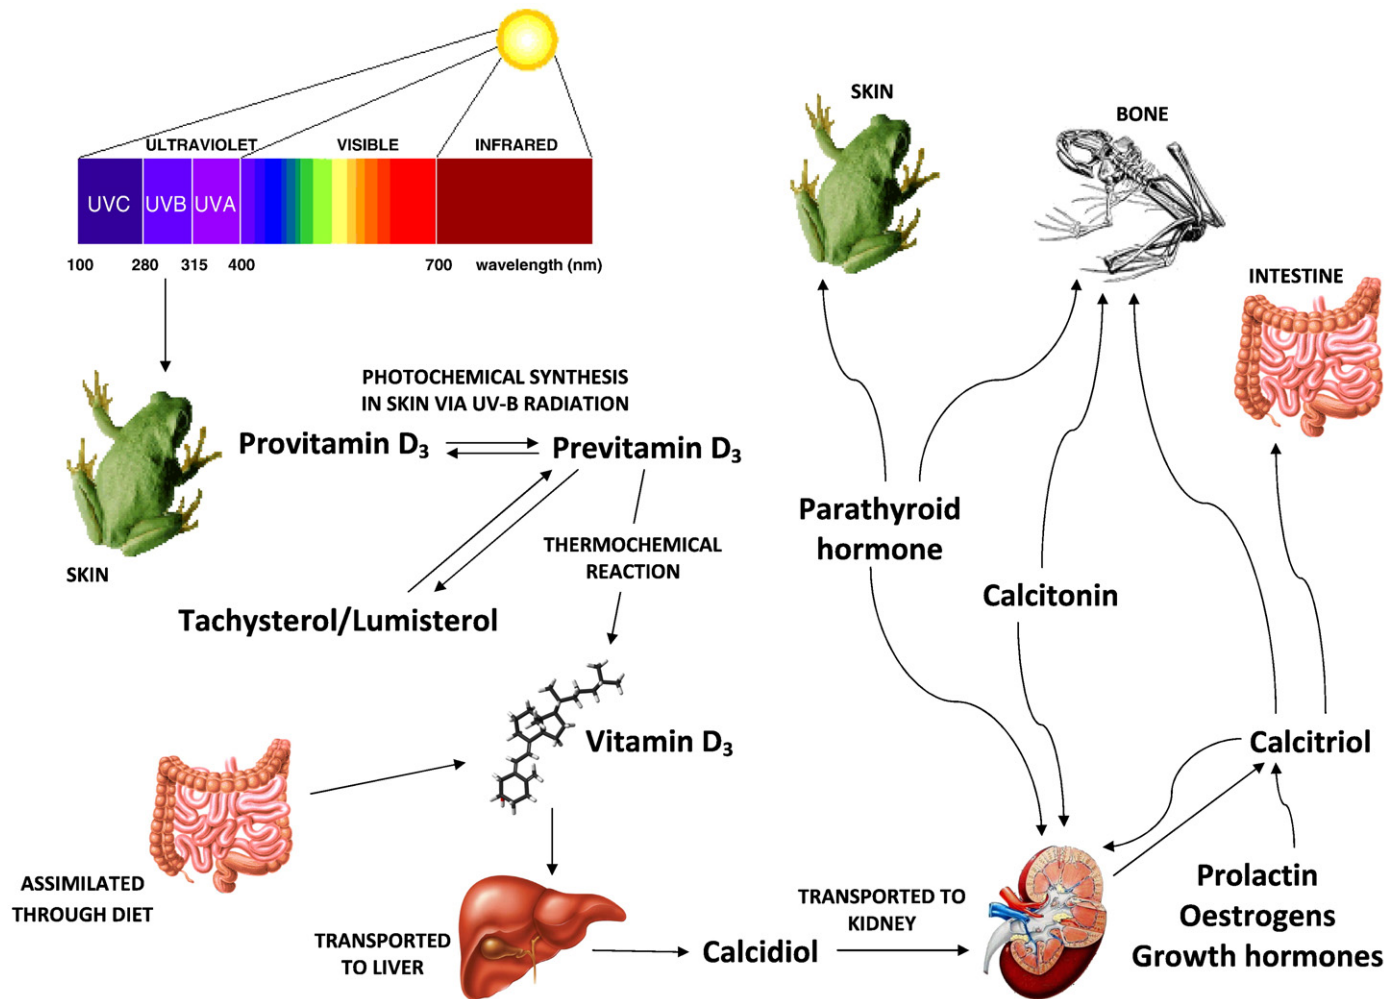 ULTRAVIOLET
VISIBLE
INFRARED
UVC
UVB
UVA
100
280
315
400
700
wavelength (nm)
PHOTOCHEMICAL SYNTHESIS
IN SKIN VIA UV-B RADIATION
Provitamin D₃
Previtamin D₃
SKIN
THERMOCHEMICAL
REACTION
Tachysterol/Lumisterol
Vitamin D₃
ASSIMILATED
THROUGH DIET
TRANSPORTED
TO LIVER
Calcidiol
TRANSPORTED TO
KIDNEY
SKIN
BONE
INTESTINE
Parathyroid
hormone
Calcitonin
Calcitriol
Prolactin
Oestrogens
Growth hormones